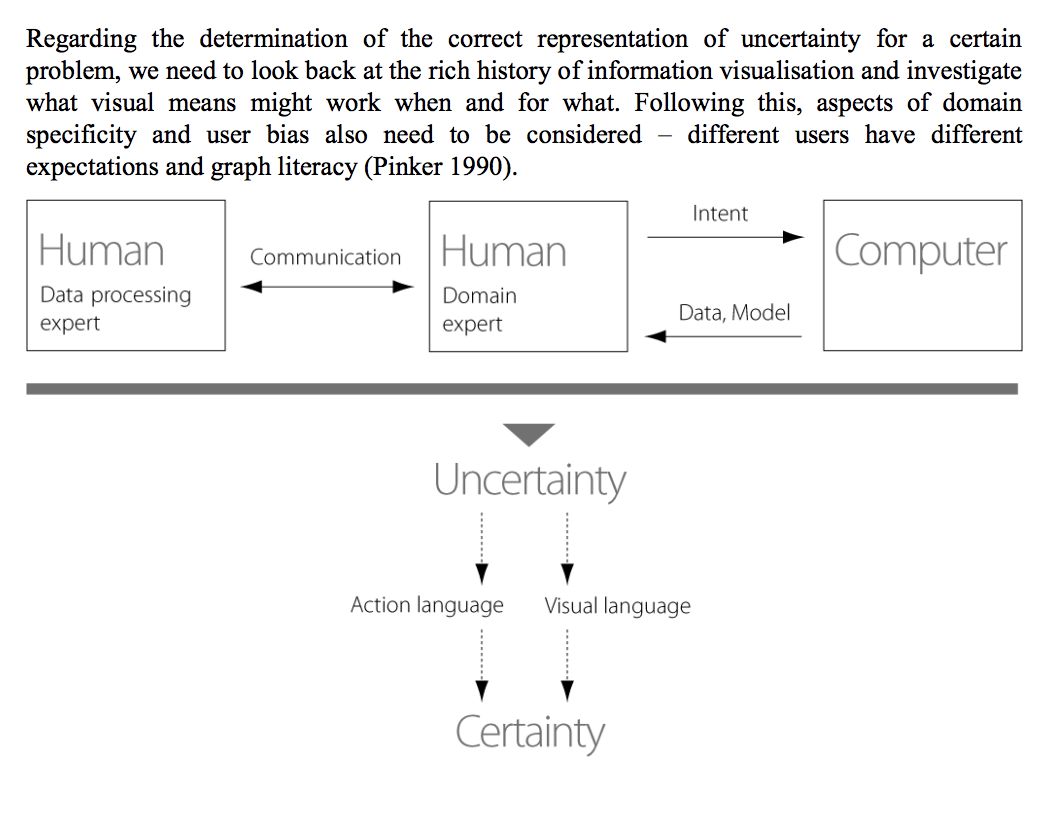 Regarding the determination of the correct representation of uncertainty for a certain
problem, we need to look back at the rich history of information visualisation and investigate
what visual means might work when and for what. Following this, aspects of domain
specificity and user bias also need to be considered – different users have different
expectations and graph literacy (Pinker 1990).
Human
Data processing
expert
Communication
Human
Domain
expert
Intent
Data, Model
Computer
Uncertainty
Action language
Visual language
Certainty